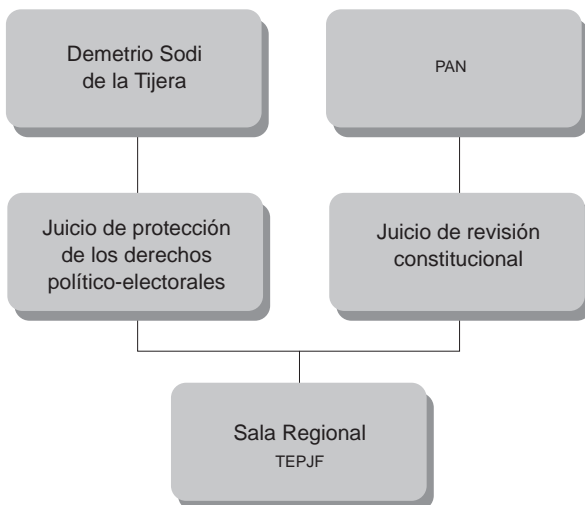 Demetrio Sodi
de la Tijera
PAN
Juicio de protección
de los derechos
político-electorales
Juicio de revisión
constitucional
Sala Regional
TEPJF